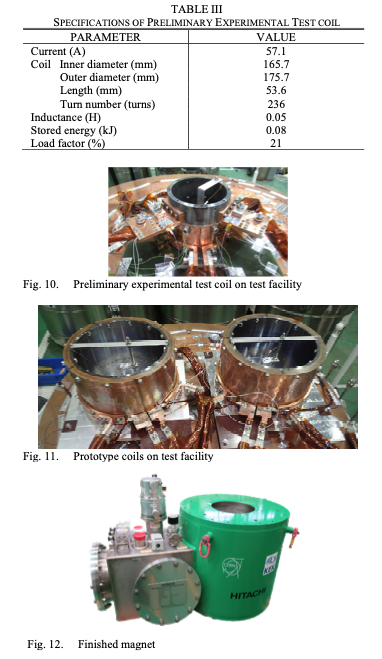 TABLE III
SPECIFICATIONS OF PRELIMINARY EXPERIMENTAL TEST COIL
PARAMETER VALUE
Current (A) 57.1
Coil Inner diameter (mm) 165.7
Outer diameter (mm) 175.7
Length (mm) 53.6
Turn number (turns) 236
Inductance (H) 0.05
Stored energy (kJ) 0.08
Load factor (%) 21
Fig. 10. Preliminary experimental test coil on test facility
Fig. 11. Prototype coils on test facility
CERN
HITACHI
Fig. 12. Finished magnet